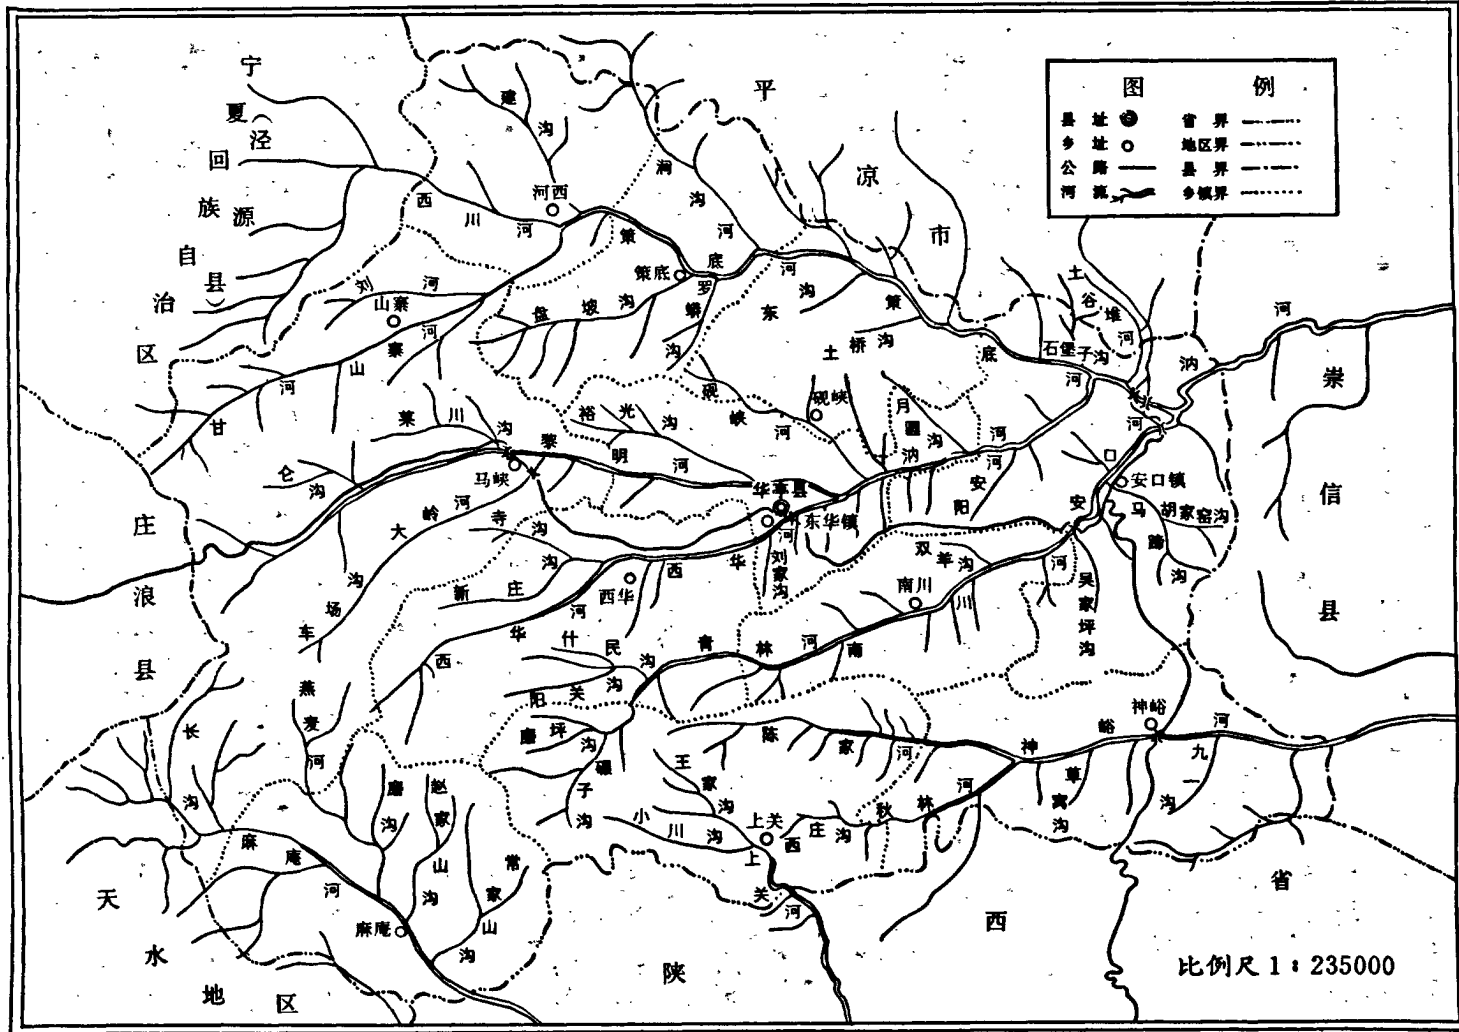 图 例
县 址
省 界
乡 址
地区界
公 路
县 界
河 流
乡镇界
宁夏回族自治区
(泾源县)
平凉市
崇信县
庄浪县
天水地区
陕西省
建沟
河西
西川河
涧沟河
策底河
策底
刘河
山寨
山寨河
甘河
盘坡沟
罗蟒沟
东沟
土桥沟
策底河
石堡子沟
土谷堆河
汭河
砚峡
砚峡河
月圈沟
汭河
莱川沟
裕光沟
黎明河
马峡
仑沟
大岭河
寺沟
车场沟
新庄沟
华亭县
东华镇
西华河
刘家沟
西华
西华河
安阳河
双羊沟
南川
南川河
安口河
安口镇
马蹄沟
胡家窑沟
吴家坪沟
什民沟
青林河
阳关沟
磨坪沟
碾子沟
燕麦河
长沟
磨沟
赵家山沟
常家山沟
麻庵河
麻庵
王家沟
小川沟
上关
上关河
西庄沟
陈家河
秋林河
神峪河
神峪
草窝沟
九沟
比例尺 1:235000